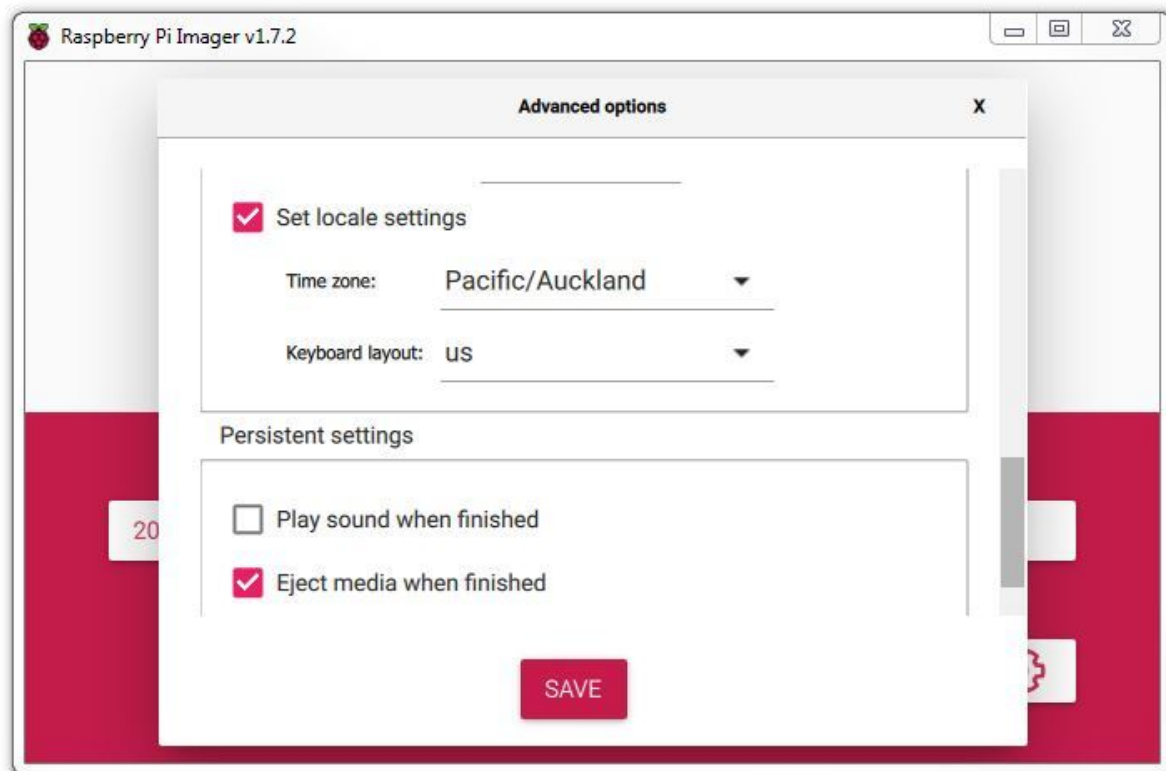 Raspberry Pi Imager v1.7.2
Advanced options X
Set locale settings
Time zone: Pacific/Auckland
Keyboard layout: us
Persistent settings
Play sound when finished
20
Eject media when finished
SAVE